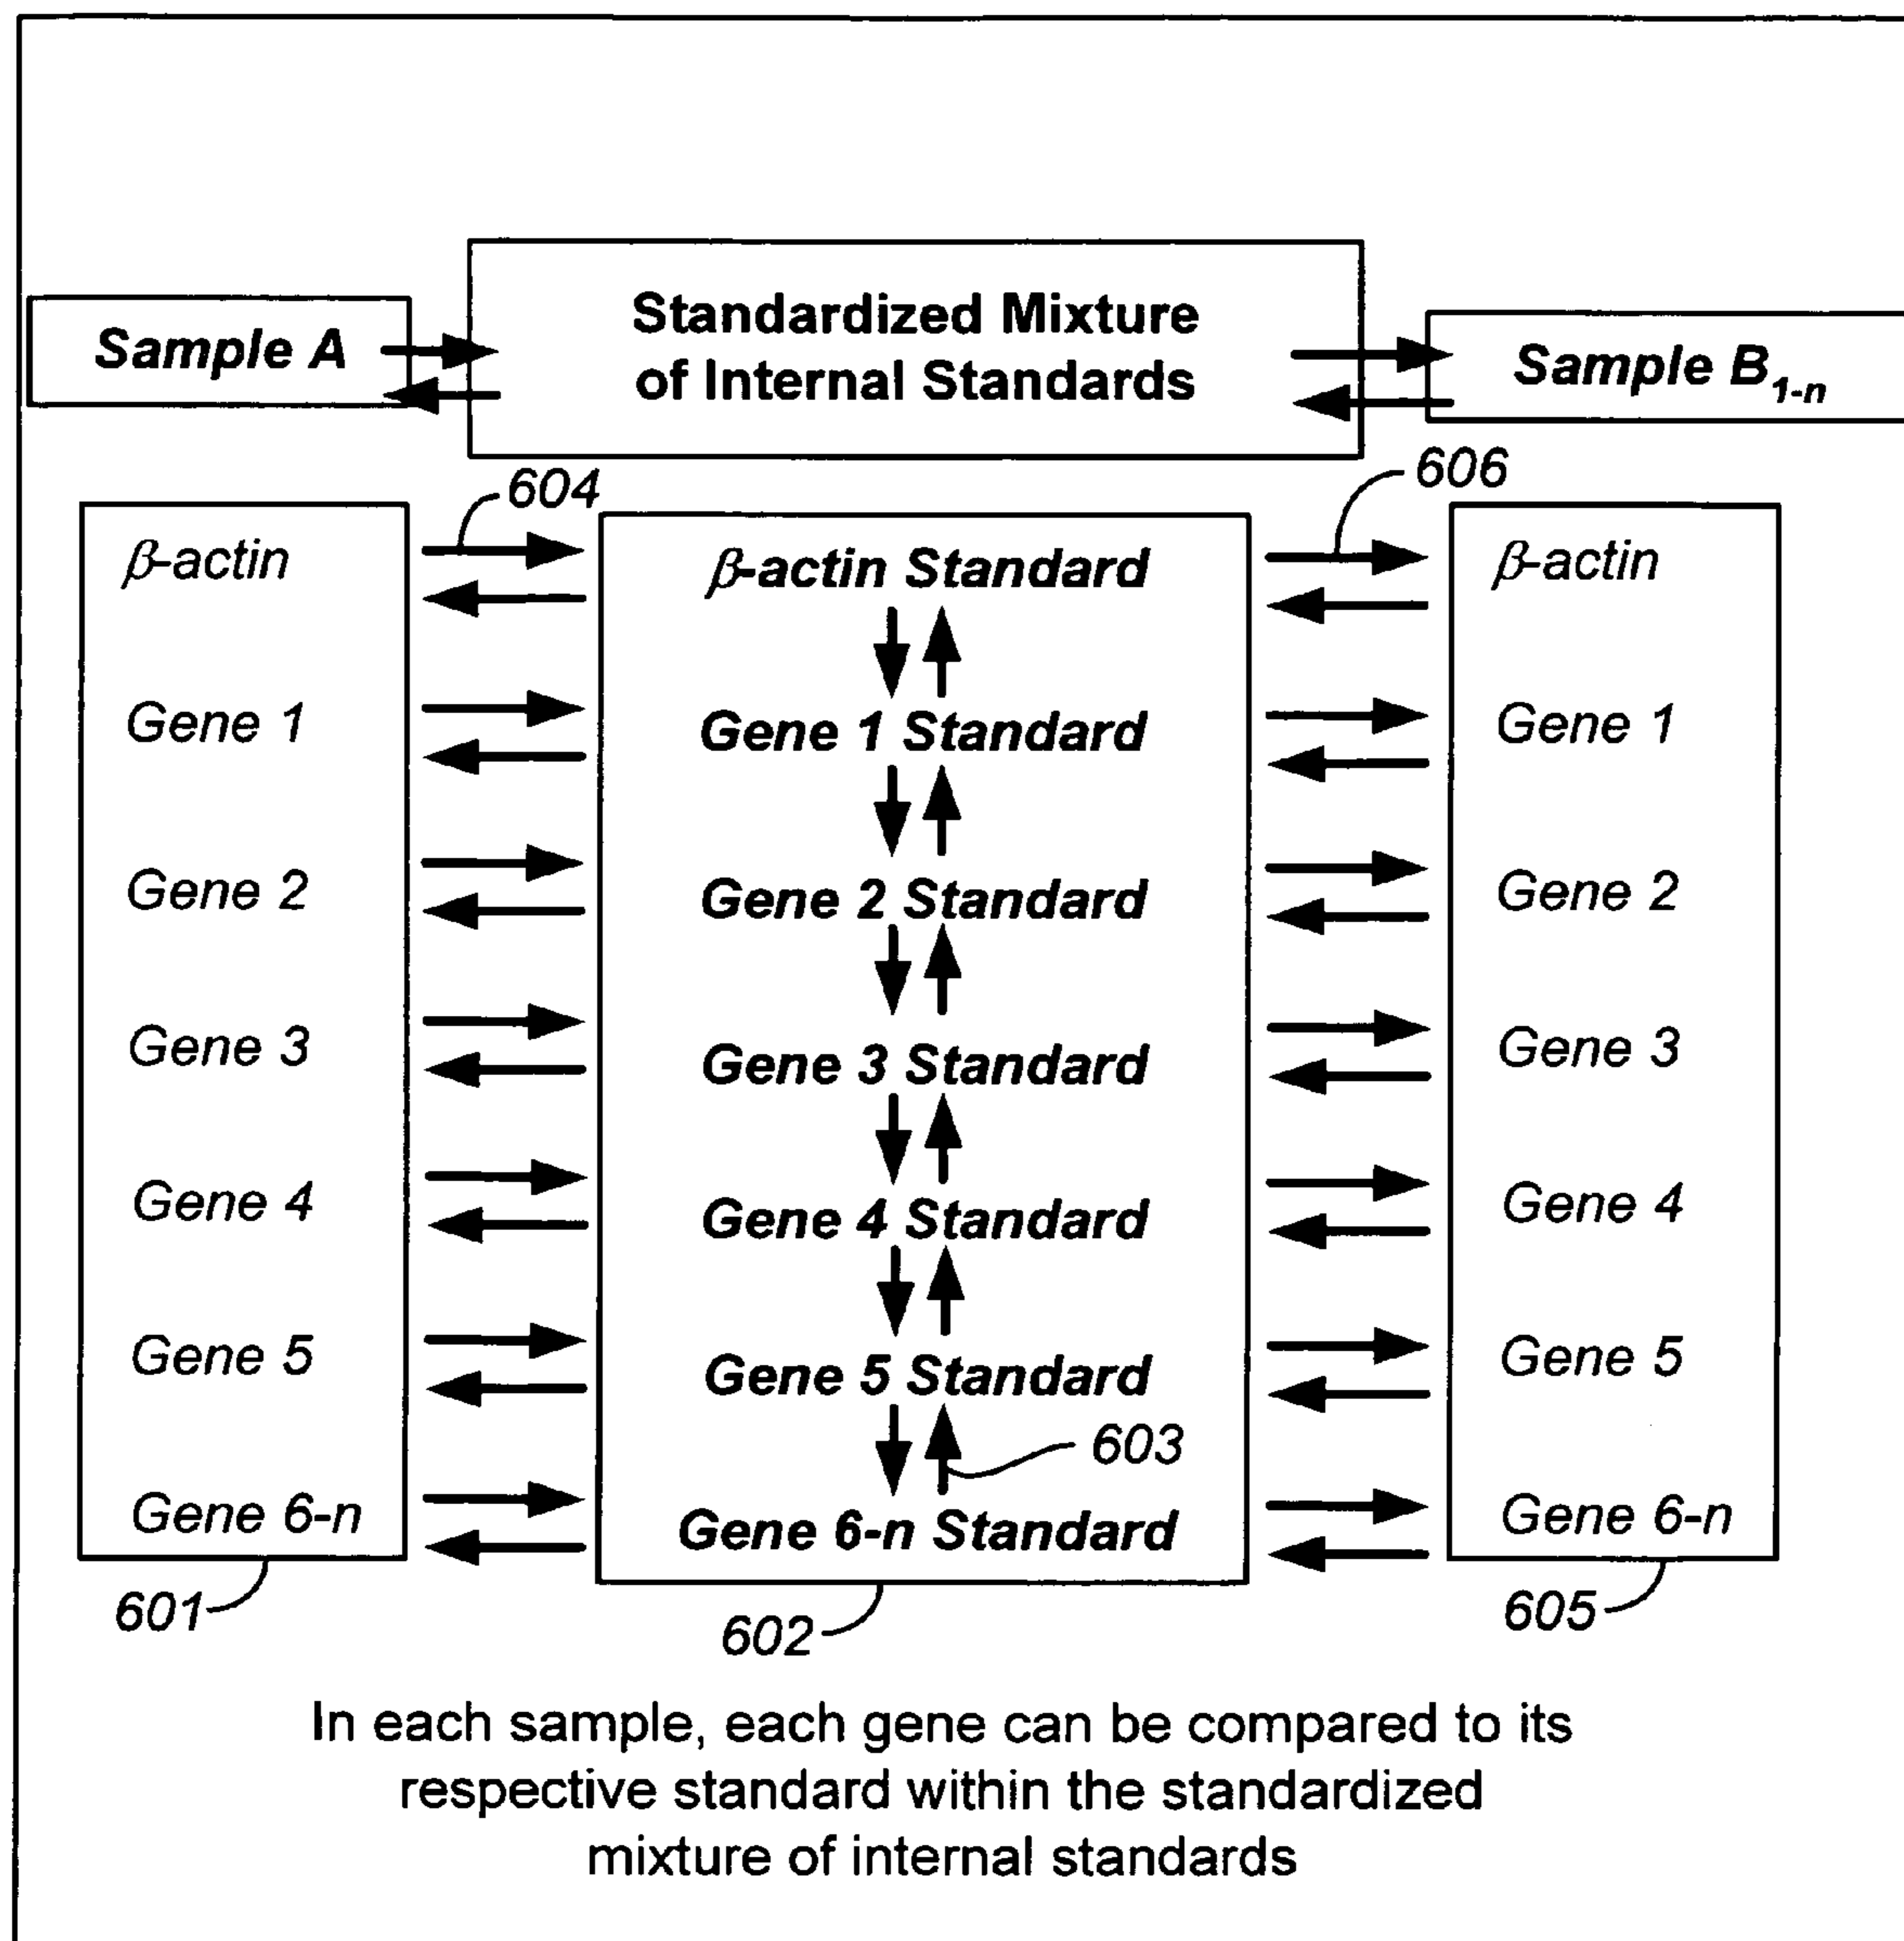 Standardized Mixture
of Internal Standards
Sample A
Sample B1-n
604
606
β-actin
β-actin Standard
β-actin
Gene 1
Gene 1 Standard
Gene 1
Gene 2
Gene 2 Standard
Gene 2
Gene 3
Gene 3 Standard
Gene 3
Gene 4
Gene 4 Standard
Gene 4
Gene 5
Gene 5 Standard
Gene 5
603
Gene 6-n
Gene 6-n Standard
Gene 6-n
601
602
605
In each sample, each gene can be compared to its
respective standard within the standardized
mixture of internal standards